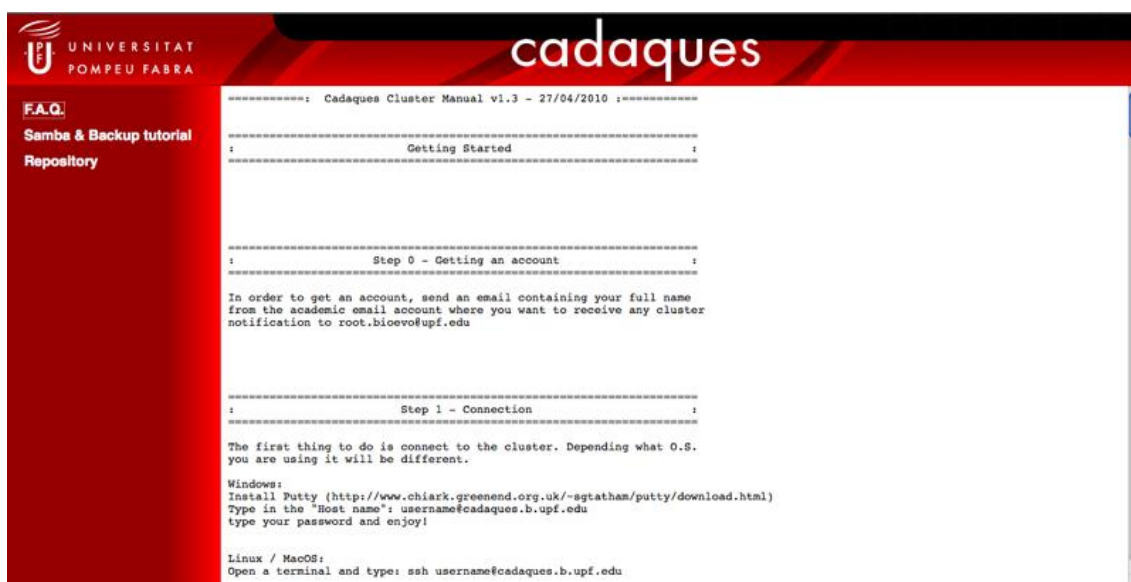 UNIVERSITAT
POMPEU FABRA
UPF
cadaques
F.A.Q.
Samba & Backup tutorial
Repository
===========: Cadaques Cluster Manual v1.3 - 27/04/2010 :===========
======================================================================
: Getting Started :
======================================================================
======================================================================
: Step 0 - Getting an account :
======================================================================
In order to get an account, send an email containing your full name
from the academic email account where you want to receive any cluster
notification to root.bioevo@upf.edu
======================================================================
: Step 1 - Connection :
======================================================================
The first thing to do is connect to the cluster. Depending what O.S.
you are using it will be different.
Windows:
Install Putty (http://www.chiark.greenend.org.uk/~sgtatham/putty/download.html)
Type in the "Host name": username@cadaques.b.upf.edu
type your password and enjoy!
Linux / MacOS:
Open a terminal and type: ssh username@cadaques.b.upf.edu